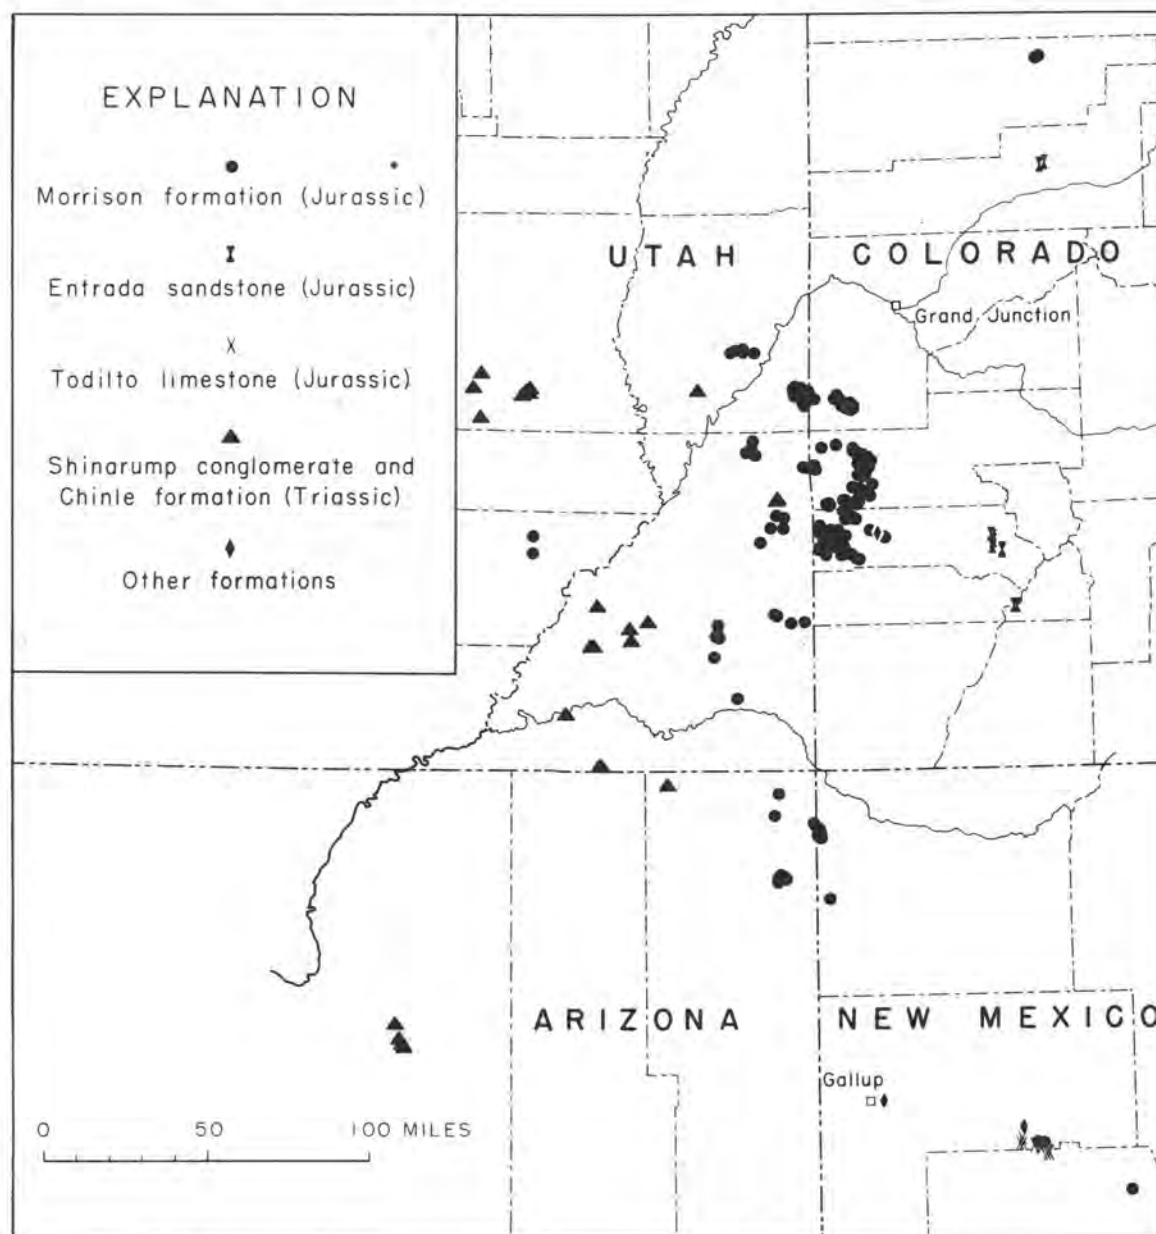 EXPLANATION
Morrison formation (Jurassic)
Entrada sandstone (Jurassic)
Todilto limestone (Jurassic)
Shinarump conglomerate and
Chinle formation (Triassic)
Other formations
UTAH
COLORADO
Grand Junction
ARIZONA
NEW MEXICO
Gallup
0 50 100 MILES